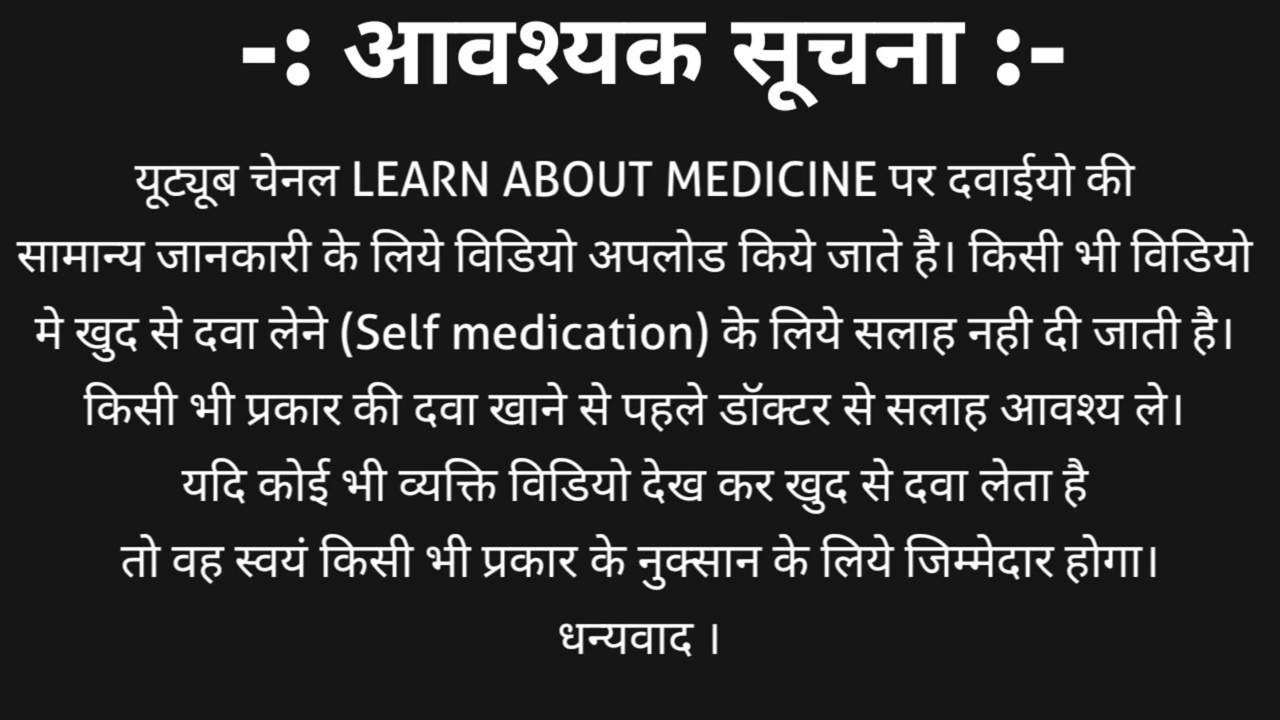 -: आवश्यक सूचना :-
यूट्यूब चेनल LEARN ABOUT MEDICINE पर दवाईयो की
सामान्य जानकारी के लिये विडियो अपलोड किये जाते है। किसी भी विडियो
मे खुद से दवा लेने (Self medication) के लिये सलाह नही दी जाती है।
किसी भी प्रकार की दवा खाने से पहले डॉक्टर से सलाह आवश्य ले।
यदि कोई भी व्यक्ति विडियो देख कर खुद से दवा लेता है
तो वह स्वयं किसी भी प्रकार के नुक्सान के लिये जिम्मेदार होगा।
धन्यवाद ।